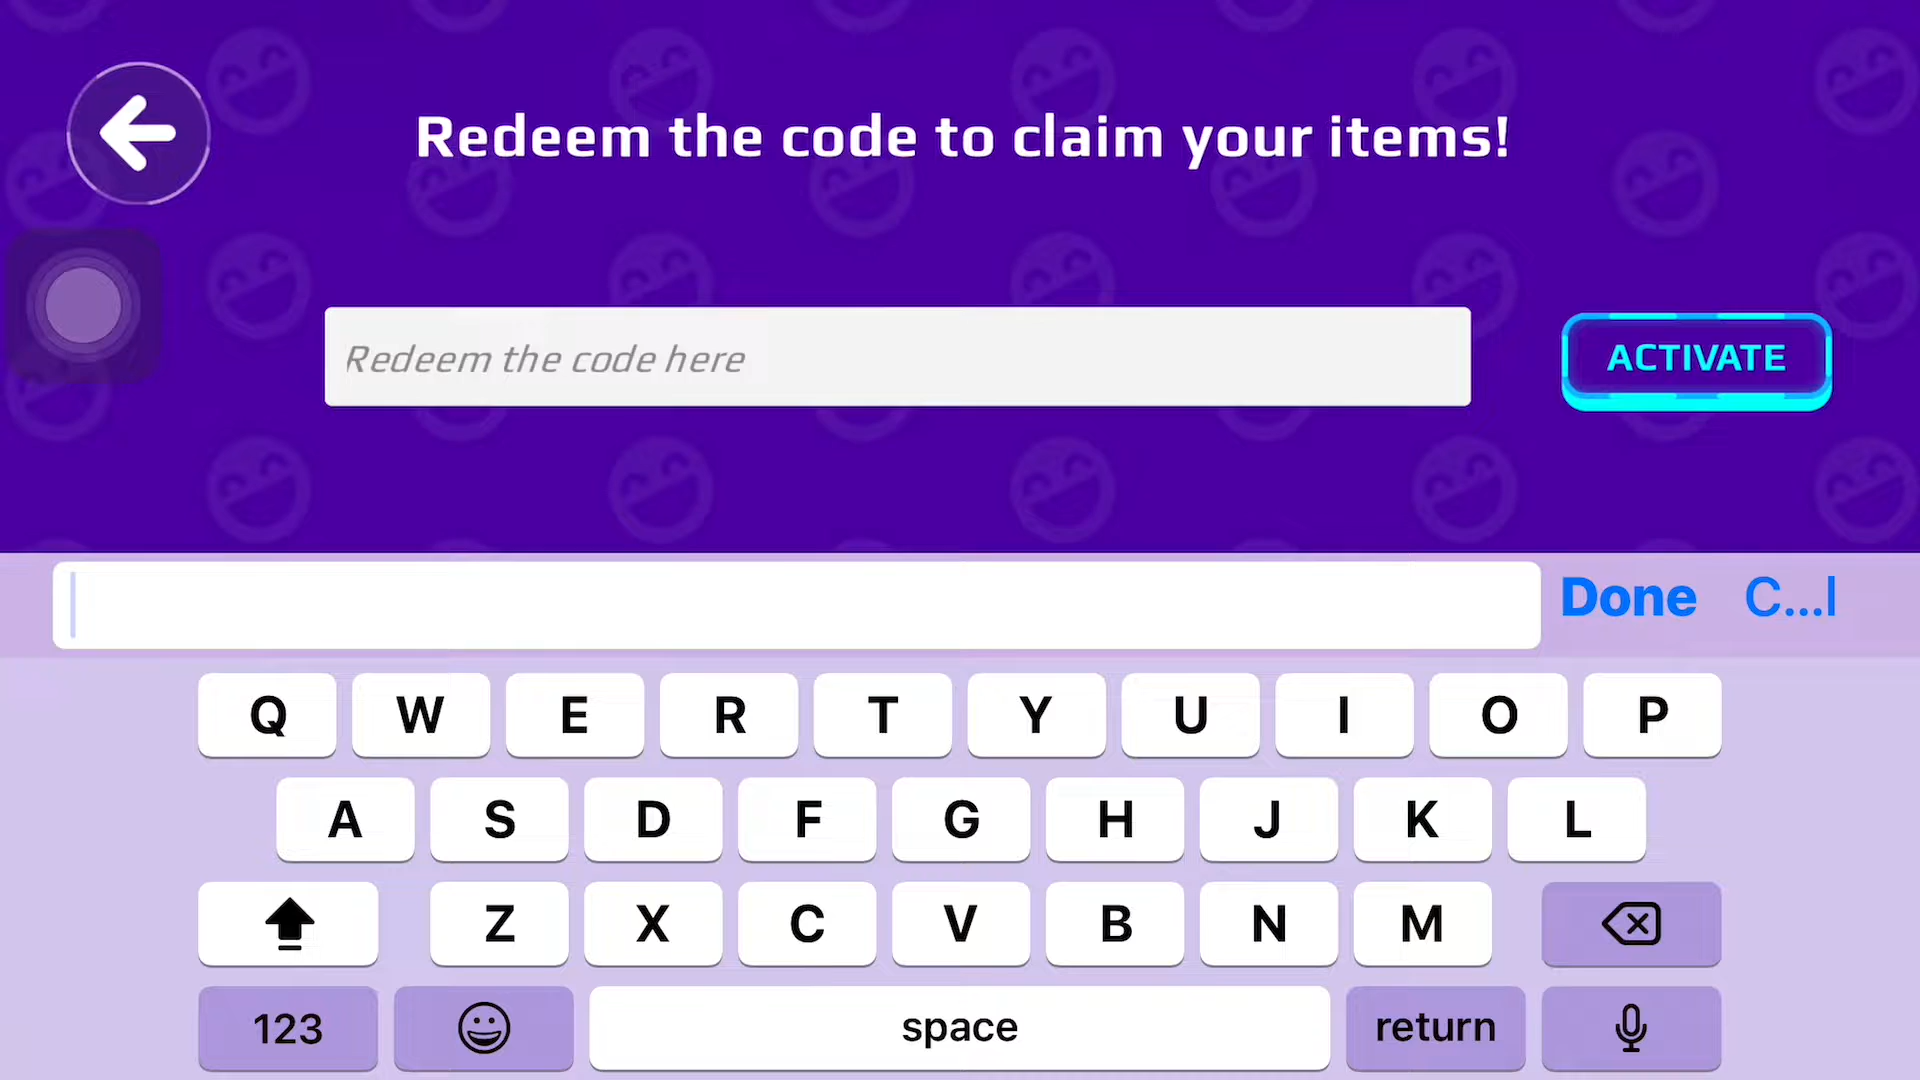 Redeem the code to claim your items!
Redeem the code here
ACTIVATE
Done C...l
Q W E R T Y U I O P
A S D F G H J K L
Z X C V B N M
123 space return